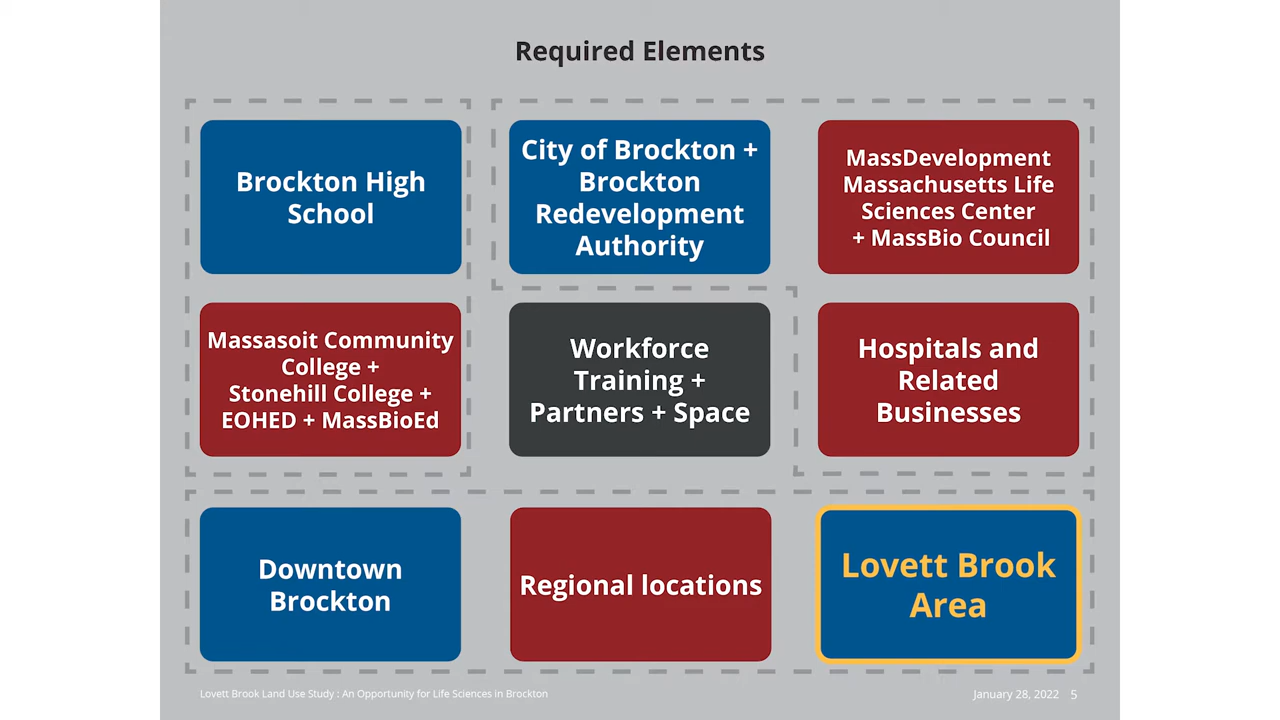 Required Elements
Brockton High
School
City of Brockton +
Brockton
Redevelopment
Authority
MassDevelopment
Massachusetts Life
Sciences Center
+ MassBio Council
Massasoit Community
College +
Stonehill College +
EOHED + MassBioEd
Workforce
Training +
Partners + Space
Hospitals and
Related
Businesses
Downtown
Brockton
Regional locations
Lovett Brook
Area
Lovett Brook Land Use Study : An Opportunity for Life Sciences in Brockton
January 28, 2022 5